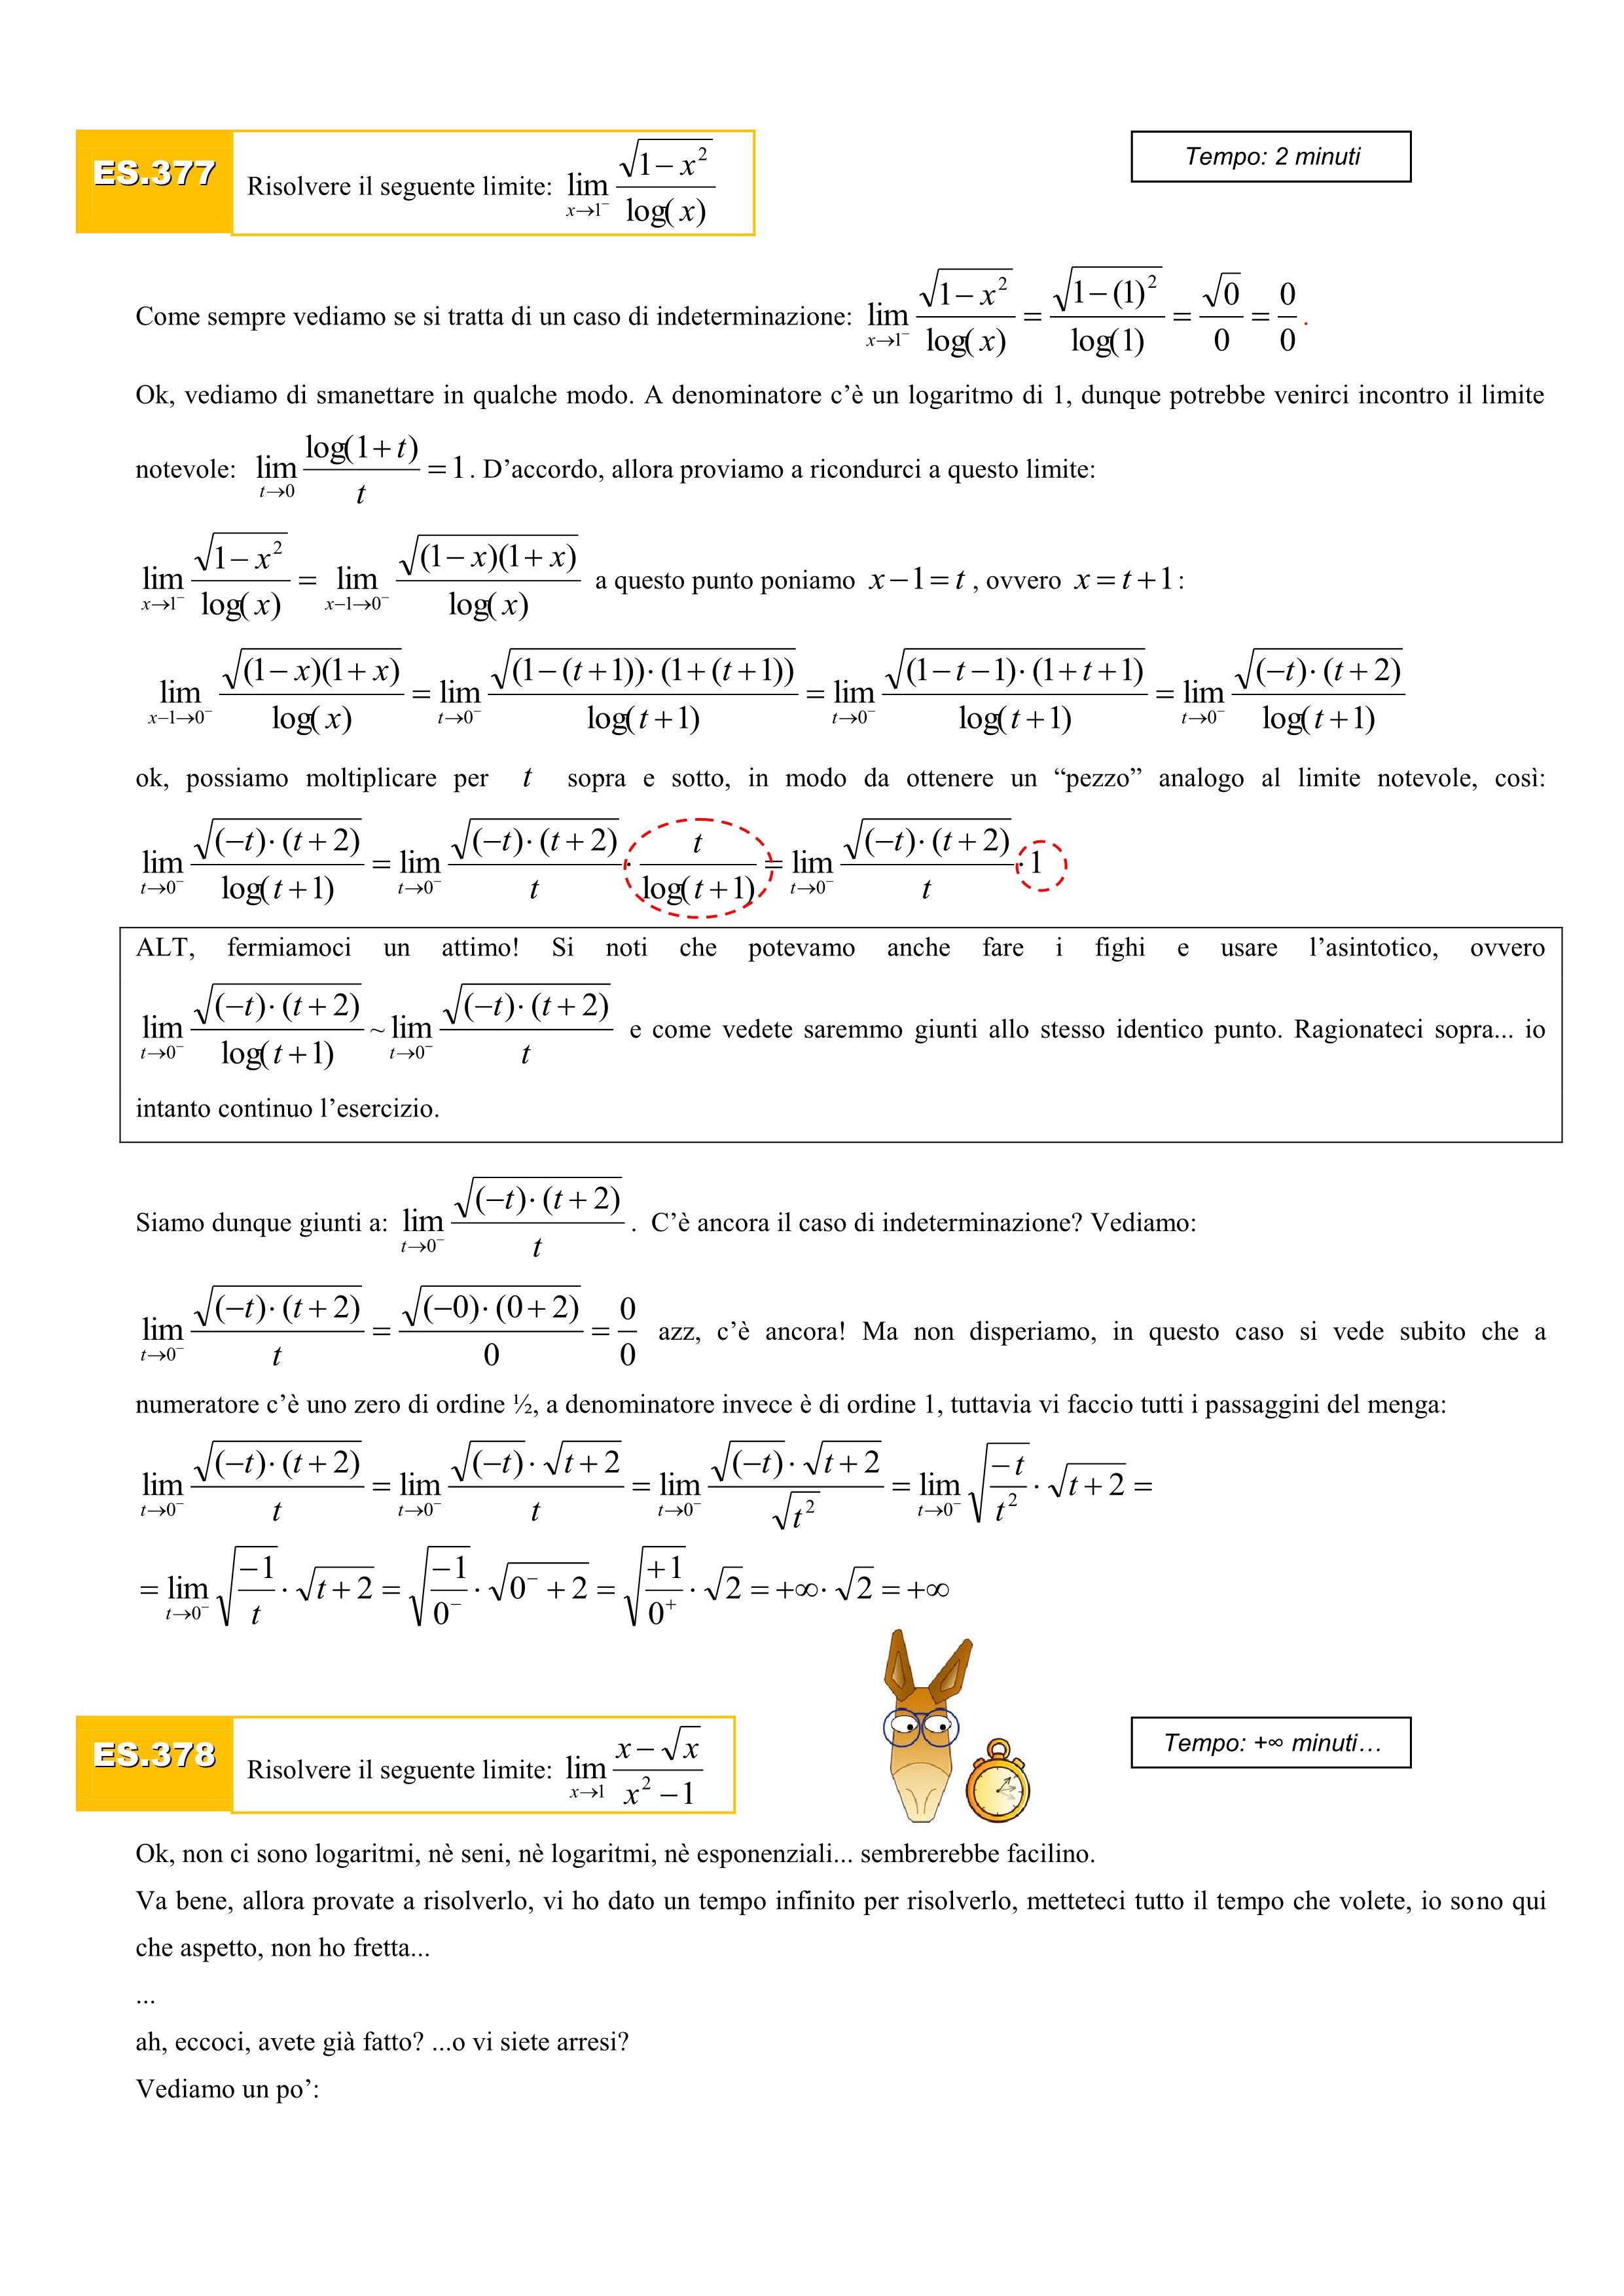 ES.377 Risolvere il seguente limite: $\lim_{x \to 1^-} \frac{\sqrt{1-x^2}}{\log(x)}$ Tempo: 2 minuti
Come sempre vediamo se si tratta di un caso di indeterminazione: $\lim_{x \to 1^-} \frac{\sqrt{1-x^2}}{\log(x)} = \frac{\sqrt{1-(1)^2}}{\log(1)} = \frac{\sqrt{0}}{0} = \frac{0}{0}$.
Ok, vediamo di smanettare in qualche modo. A denominatore c’è un logaritmo di 1, dunque potrebbe venirci incontro il limite
notevole: $\lim_{t \to 0} \frac{\log(1+t)}{t} = 1$. D’accordo, allora proviamo a ricondurci a questo limite:
$\lim_{x \to 1^-} \frac{\sqrt{1-x^2}}{\log(x)} = \lim_{x-1 \to 0^-} \frac{\sqrt{(1-x)(1+x)}}{\log(x)}$ a questo punto poniamo $x-1=t$, ovvero $x=t+1$:
$\lim_{x-1 \to 0^-} \frac{\sqrt{(1-x)(1+x)}}{\log(x)} = \lim_{t \to 0^-} \frac{\sqrt{(1-(t+1))\cdot(1+(t+1))}}{\log(t+1)} = \lim_{t \to 0^-} \frac{\sqrt{(1-t-1)\cdot(1+t+1)}}{\log(t+1)} = \lim_{t \to 0^-} \frac{\sqrt{(-t)\cdot(t+2)}}{\log(t+1)}$
ok, possiamo moltiplicare per $t$ sopra e sotto, in modo da ottenere un “pezzo” analogo al limite notevole, così:
$\lim_{t \to 0^-} \frac{\sqrt{(-t)\cdot(t+2)}}{\log(t+1)} = \lim_{t \to 0^-} \frac{\sqrt{(-t)\cdot(t+2)}}{t} \cdot \frac{t}{\log(t+1)} = \lim_{t \to 0^-} \frac{\sqrt{(-t)\cdot(t+2)}}{t} \cdot 1$
ALT, fermiamoci un attimo! Si noti che potevamo anche fare i fighi e usare l’asintotico, ovvero
$\lim_{t \to 0^-} \frac{\sqrt{(-t)\cdot(t+2)}}{\log(t+1)} \sim \lim_{t \to 0^-} \frac{\sqrt{(-t)\cdot(t+2)}}{t}$ e come vedete saremmo giunti allo stesso identico punto. Ragionateci sopra... io
intanto continuo l’esercizio.
Siamo dunque giunti a: $\lim_{t \to 0^-} \frac{\sqrt{(-t)\cdot(t+2)}}{t}$. C’è ancora il caso di indeterminazione? Vediamo:
$\lim_{t \to 0^-} \frac{\sqrt{(-t)\cdot(t+2)}}{t} = \frac{\sqrt{(-0)\cdot(0+2)}}{0} = \frac{0}{0}$ azz, c’è ancora! Ma non disperiamo, in questo caso si vede subito che a
numeratore c’è uno zero di ordine ½, a denominatore invece è di ordine 1, tuttavia vi faccio tutti i passaggini del menga:
$\lim_{t \to 0^-} \frac{\sqrt{(-t)\cdot(t+2)}}{t} = \lim_{t \to 0^-} \frac{\sqrt{(-t)}\cdot\sqrt{t+2}}{t} = \lim_{t \to 0^-} \frac{\sqrt{(-t)}\cdot\sqrt{t+2}}{\sqrt{t^2}} = \lim_{t \to 0^-} \sqrt{\frac{-t}{t^2}} \cdot \sqrt{t+2} =$
$= \lim_{t \to 0^-} \sqrt{\frac{-1}{t}} \cdot \sqrt{t+2} = \sqrt{\frac{-1}{0^-}} \cdot \sqrt{0^-+2} = \sqrt{\frac{+1}{0^+}} \cdot \sqrt{2} = +\infty \cdot \sqrt{2} = +\infty$
ES.378 Risolvere il seguente limite: $\lim_{x \to 1} \frac{x-\sqrt{x}}{x^2-1}$ Tempo: +∞ minuti…
Ok, non ci sono logaritmi, nè seni, nè logaritmi, nè esponenziali... sembrerebbe facilino.
Va bene, allora provate a risolverlo, vi ho dato un tempo infinito per risolverlo, metteteci tutto il tempo che volete, io sono qui
che aspetto, non ho fretta...
...
ah, eccoci, avete già fatto? ...o vi siete arresi?
Vediamo un po’: